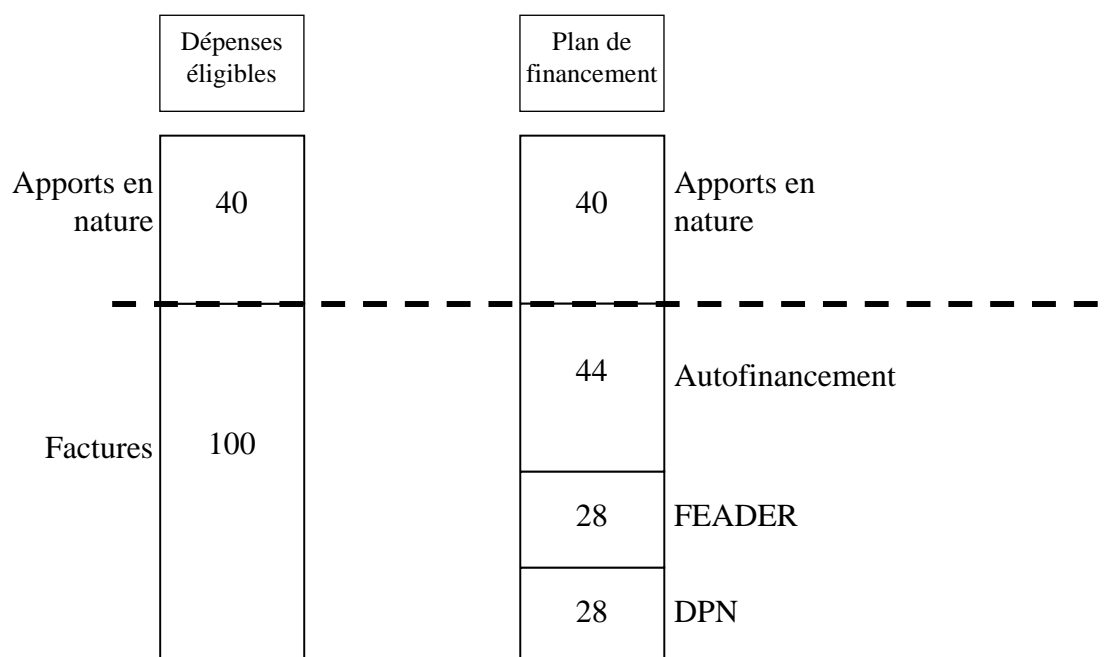 Dépenses
éligibles
Plan de
financement
Apports en
nature
40
40
Apports en
nature
44
Autofinancement
Factures
100
28
FEADER
28
DPN